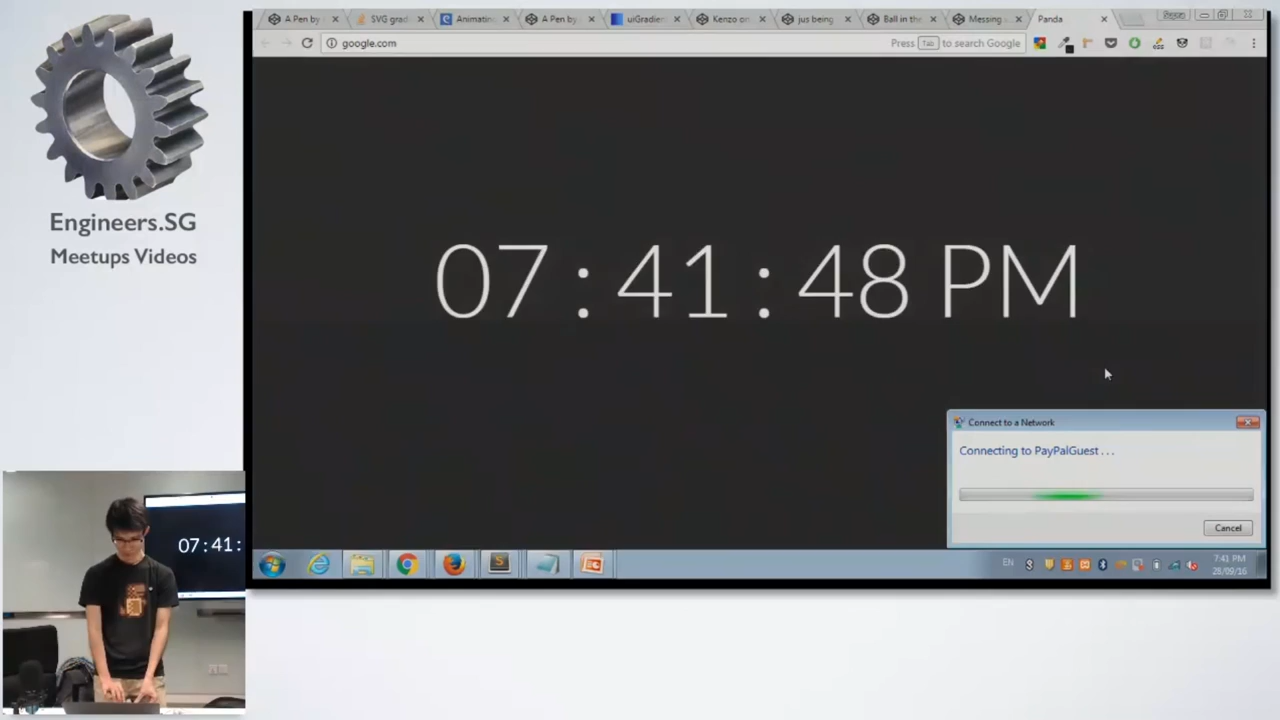 Engineers.SG
Meetups Videos
A Pen by
SVG grad
Animating
A Pen by
uiGradien
Kenzo on
jus being
Ball in the
Messing
Panda
google.com
Press Tab to search Google
07 : 41 : 48 PM
Connect to a Network
Connecting to PayPalGuest . . .
Cancel
EN
7:41 PM
28/09/16
07:41: